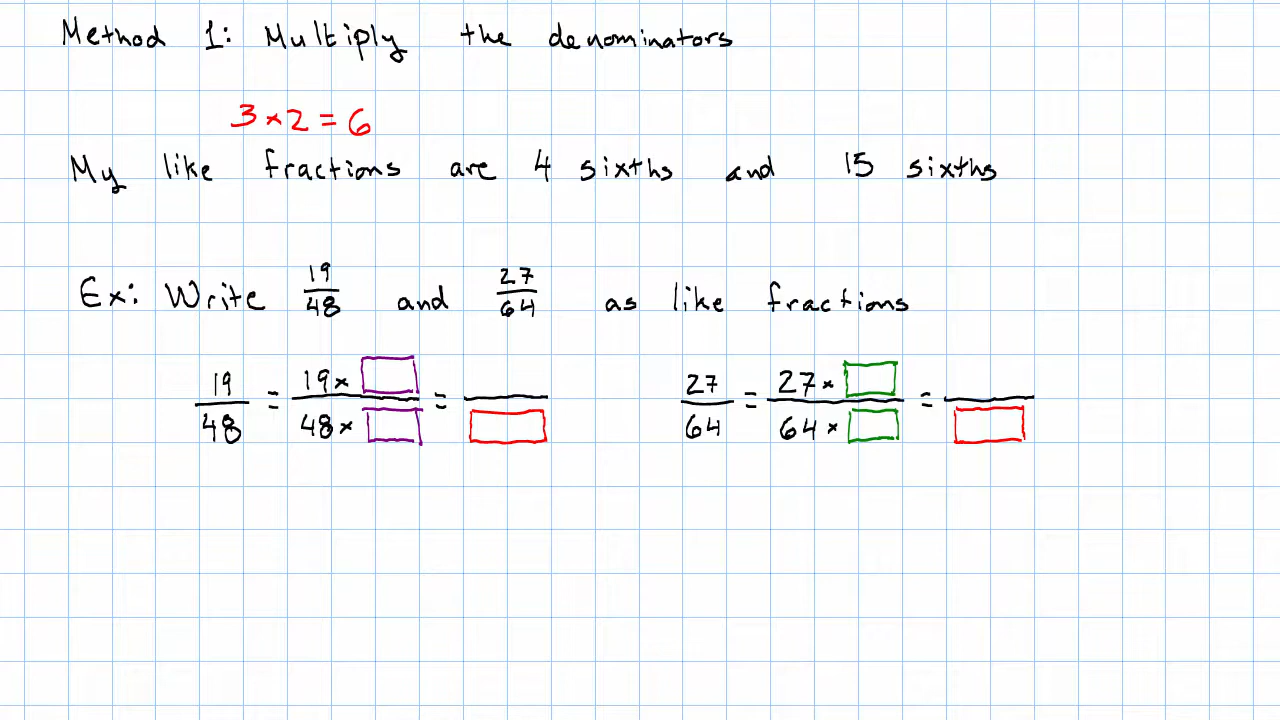 Method 1: Multiply the denominators
3 × 2 = 6
My like fractions are 4 sixths and 15 sixths
Ex: Write 19/48 and 27/64 as like fractions
19/48 = 19×□/48×□ = /□ 27/64 = 27×□/64×□ = /□